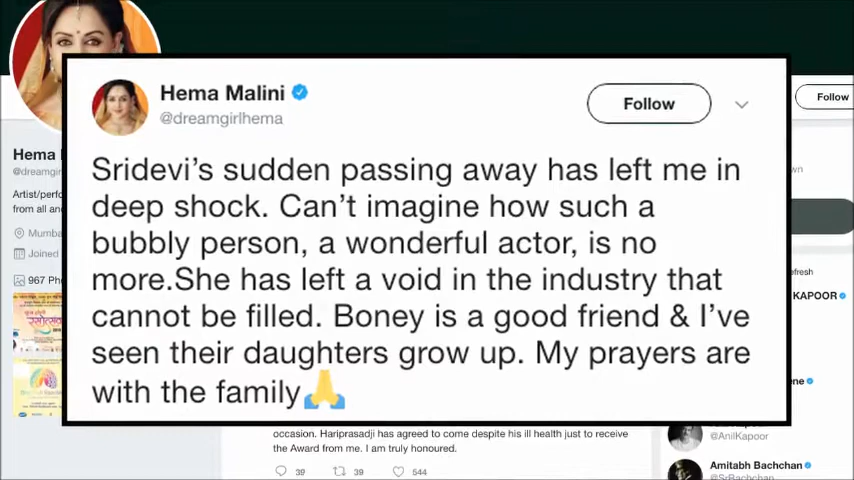 Hema Malini
@dreamgirlhema
Follow
Sridevi's sudden passing away has left me in
deep shock. Can't imagine how such a
bubbly person, a wonderful actor, is no
more.She has left a void in the industry that
cannot be filled. Boney is a good friend & I've
seen their daughters grow up. My prayers are
with the family🙏
Follow
Hema
@dreamgi
Artist/perfo
from all an
Mumba
Joined
967 Ph
KAPOOR
occasion. Hariprasadji has agreed to come despite his ill health just to receive
the Award from me. I am truly honoured.
39 39 544
@AnilKapoor
Amitabh Bachchan
@SrBachchan